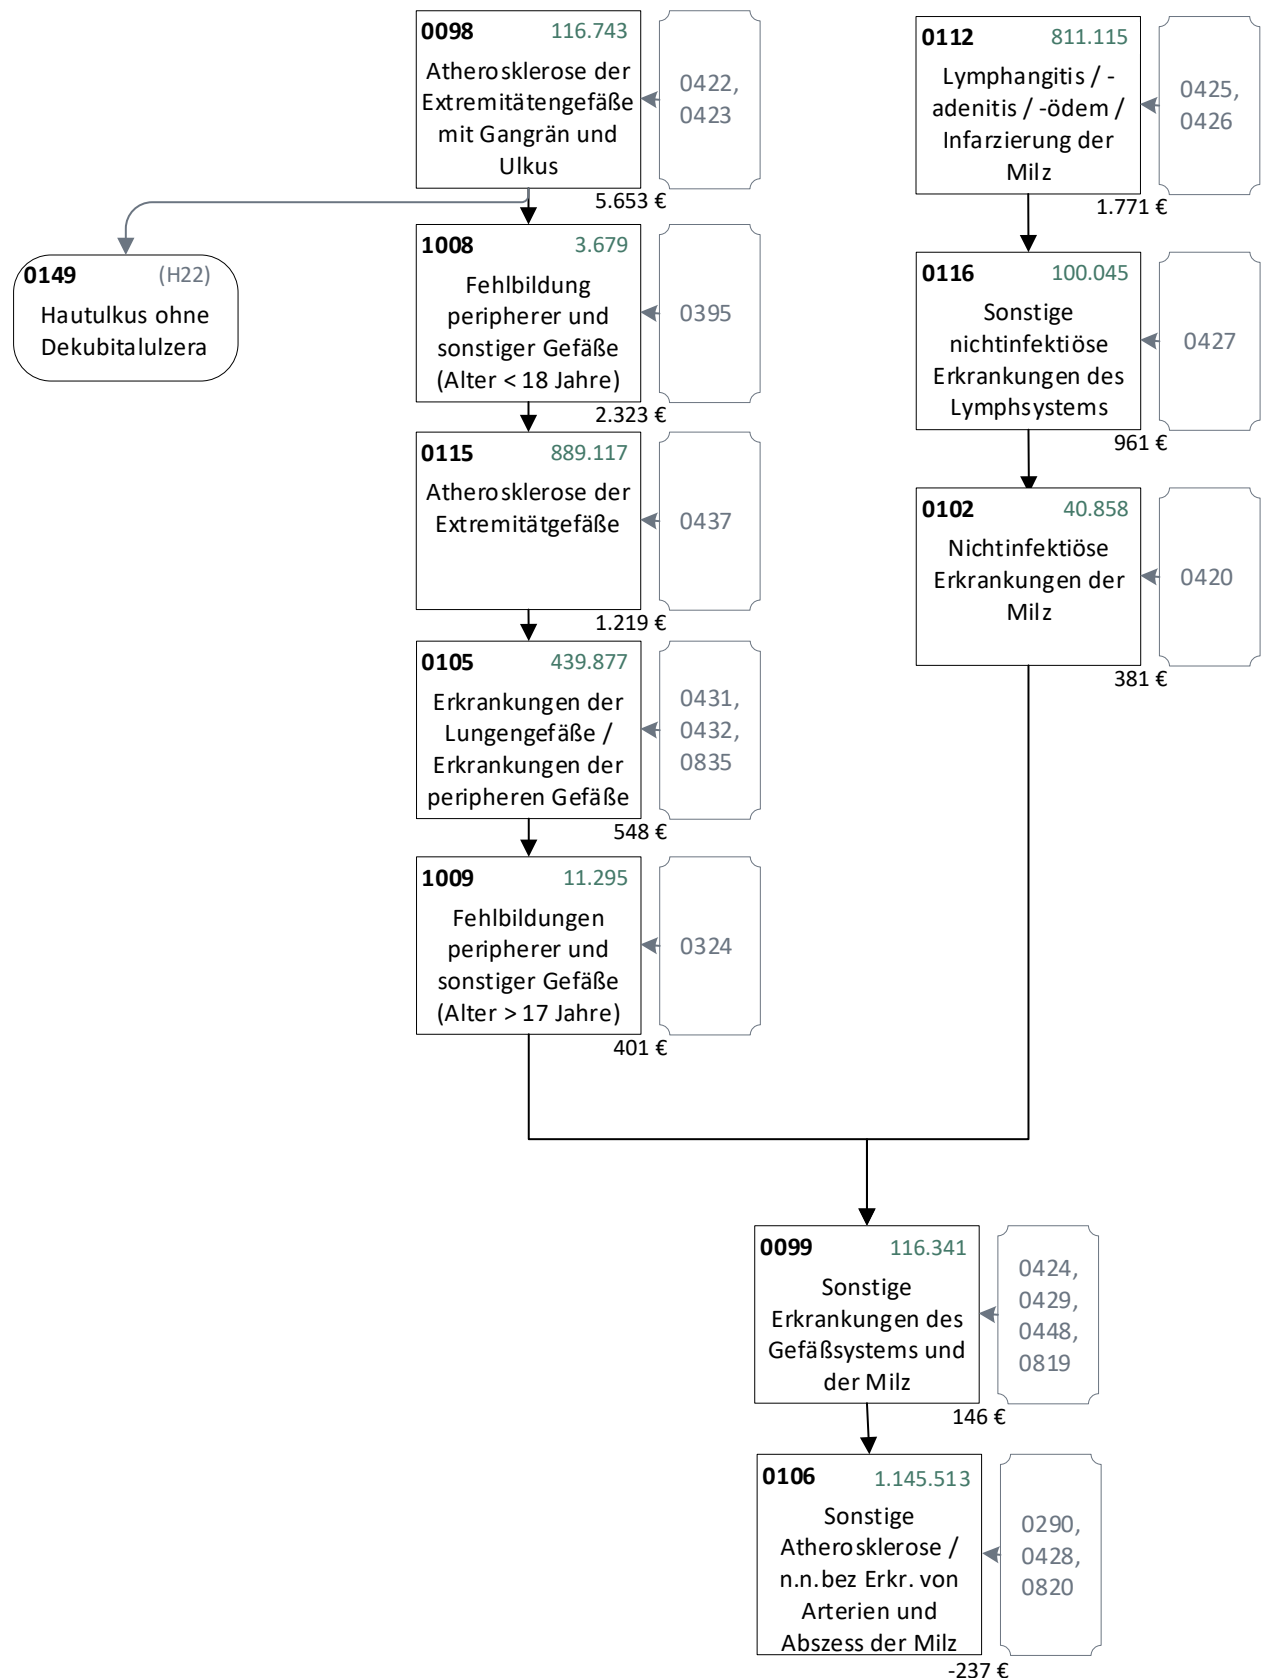 0098 116.743
Atherosklerose der
Extremitätengefäße
mit Gangrän und
Ulkus
0422,
0423
5.653 €
0149 (H22)
Hautulkus ohne
Dekubitalulzera
1008 3.679
Fehlbildung
peripherer und
sonstiger Gefäße
(Alter < 18 Jahre)
0395
2.323 €
0115 889.117
Atherosklerose der
Extremitätgefäße
0437
1.219 €
0105 439.877
Erkrankungen der
Lungengefäße /
Erkrankungen der
peripheren Gefäße
0431,
0432,
0835
548 €
1009 11.295
Fehlbildungen
peripherer und
sonstiger Gefäße
(Alter > 17 Jahre)
0324
401 €
0112 811.115
Lymphangitis / -
adenitis / -ödem /
Infarzierung der
Milz
0425,
0426
1.771 €
0116 100.045
Sonstige
nichtinfektiöse
Erkrankungen des
Lymphsystems
0427
961 €
0102 40.858
Nichtinfektiöse
Erkrankungen der
Milz
0420
381 €
0099 116.341
Sonstige
Erkrankungen des
Gefäßsystems und
der Milz
0424,
0429,
0448,
0819
146 €
0106 1.145.513
Sonstige
Atherosklerose /
n.n.bez Erkr. von
Arterien und
Abszess der Milz
0290,
0428,
0820
-237 €